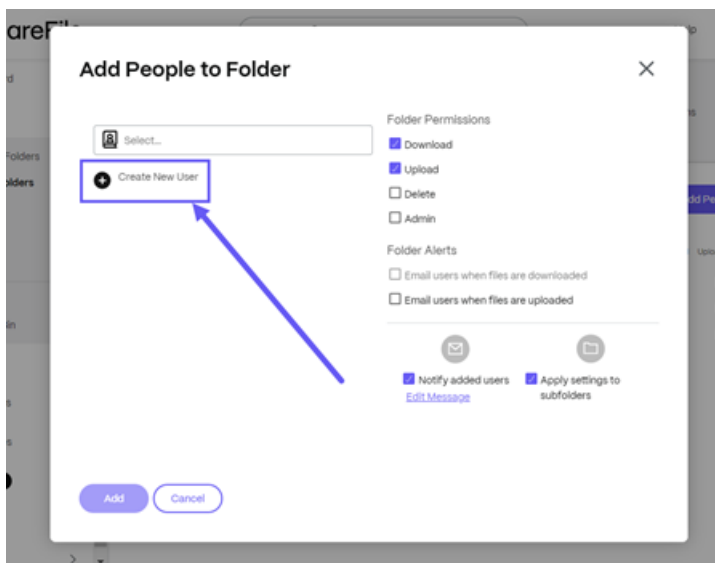 Add People to Folder
Select...
Create New User
Folder Permissions
Download
Upload
Delete
Admin
Folder Alerts
Email users when files are downloaded
Email users when files are uploaded
Notify added users
Edit Message
Apply settings to
subfolders
Add
Cancel
Folders